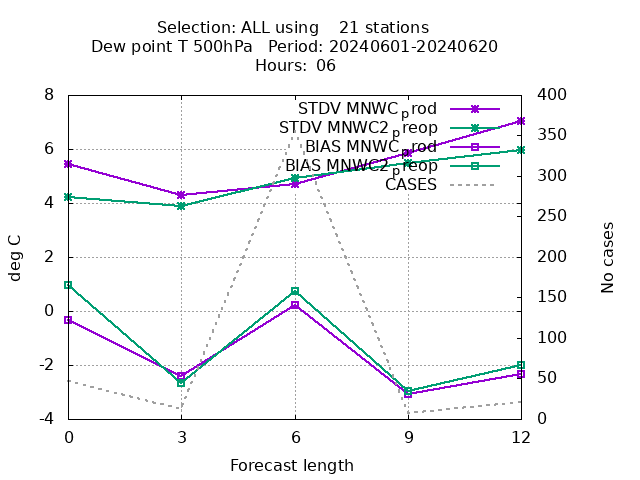 Selection: ALL using    21 stations
Dew point T 500hPa   Period: 20240601-20240620
Hours:  06
8
6
4
2
0
-2
-4
400
350
300
250
200
150
100
50
0
STDV MNWC_prod
STDV MNWC2_preop
BIAS MNWC_prod
BIAS MNWC2_preop
CASES
deg C
No cases
0 3 6 9 12
Forecast length